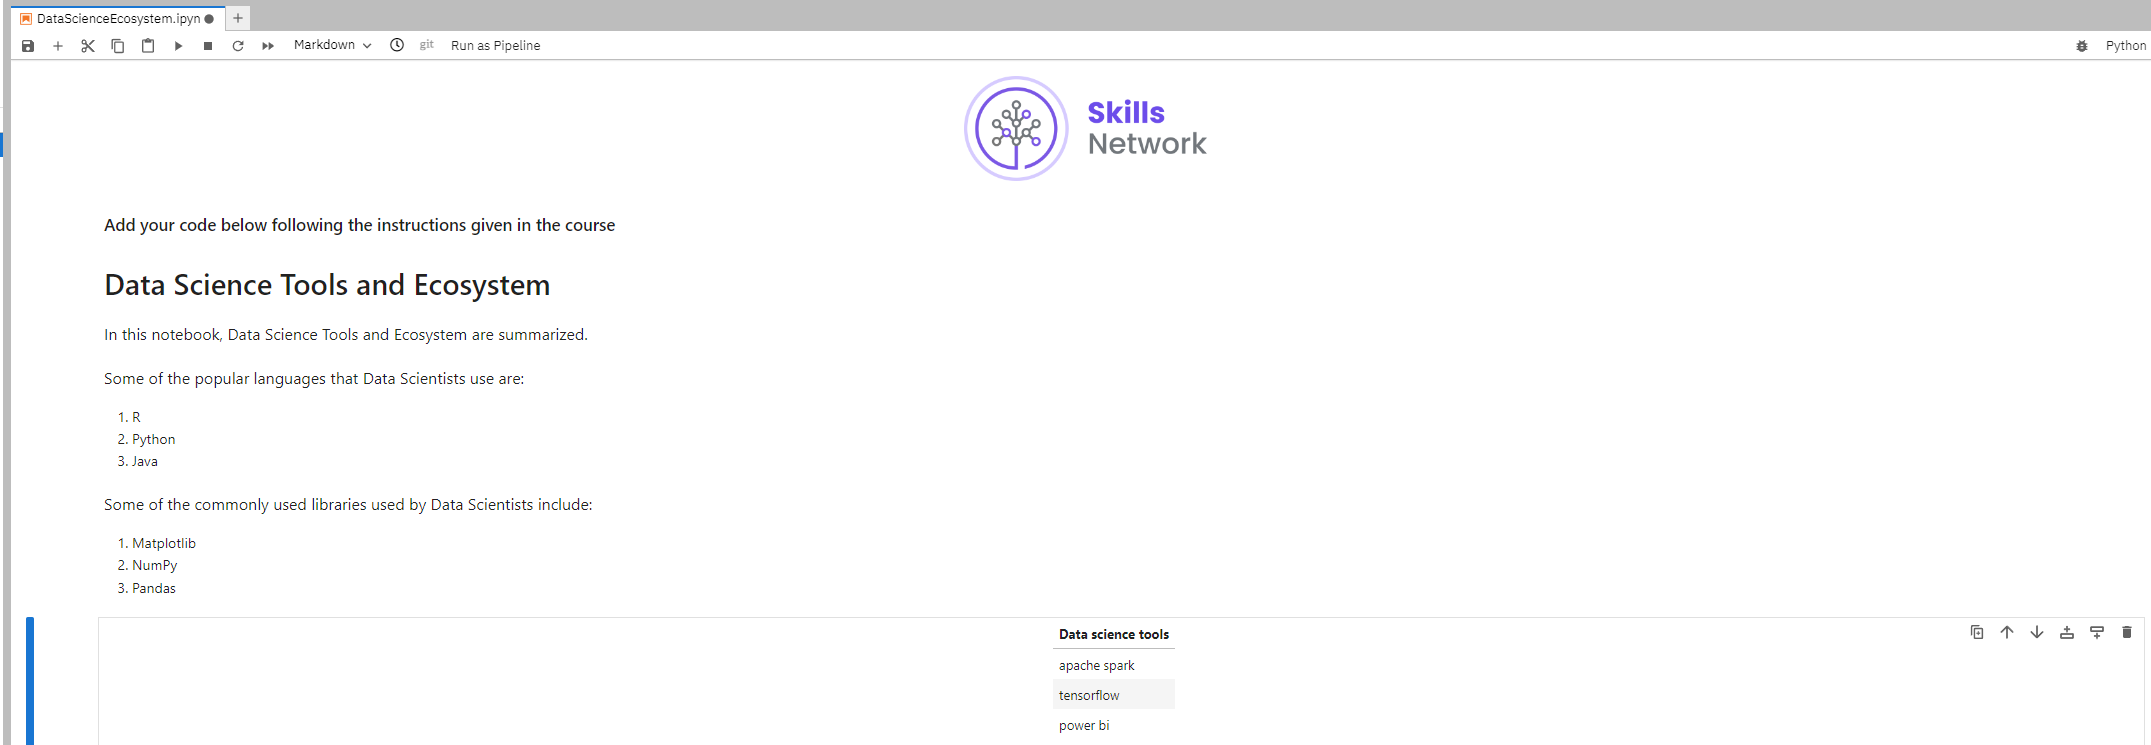 DataScienceEcosystem.ipyn
+
Markdown
git
Run as Pipeline
Python
Skills
Network
Add your code below following the instructions given in the course
Data Science Tools and Ecosystem
In this notebook, Data Science Tools and Ecosystem are summarized.
Some of the popular languages that Data Scientists use are:
1. R
2. Python
3. Java
Some of the commonly used libraries used by Data Scientists include:
1. Matplotlib
2. NumPy
3. Pandas
Data science tools
apache spark
tensorflow
power bi